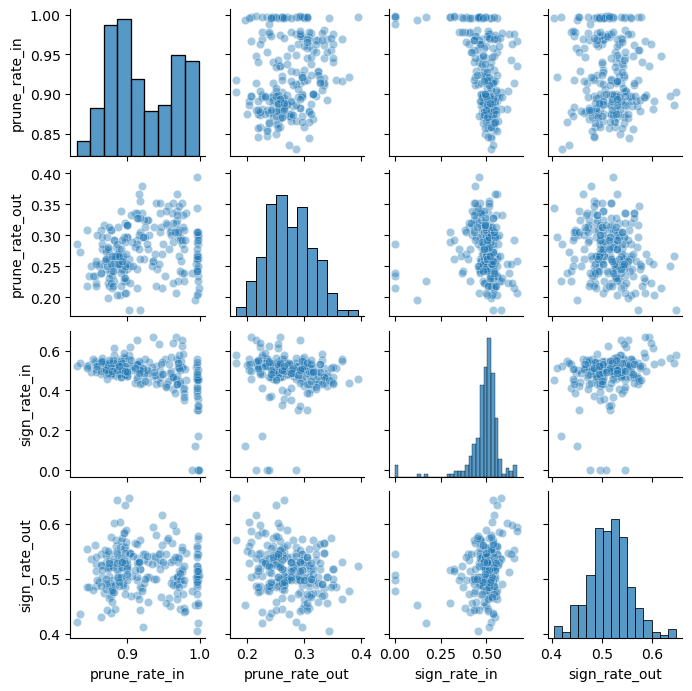 prune_rate_in
1.00
0.95
0.90
0.85
prune_rate_out
0.40
0.35
0.30
0.25
0.20
sign_rate_in
0.6
0.4
0.2
0.0
sign_rate_out
0.6
0.5
0.4
0.9 1.0 0.2 0.3 0.4 0.00 0.25 0.50 0.4 0.5 0.6
prune_rate_in prune_rate_out sign_rate_in sign_rate_out